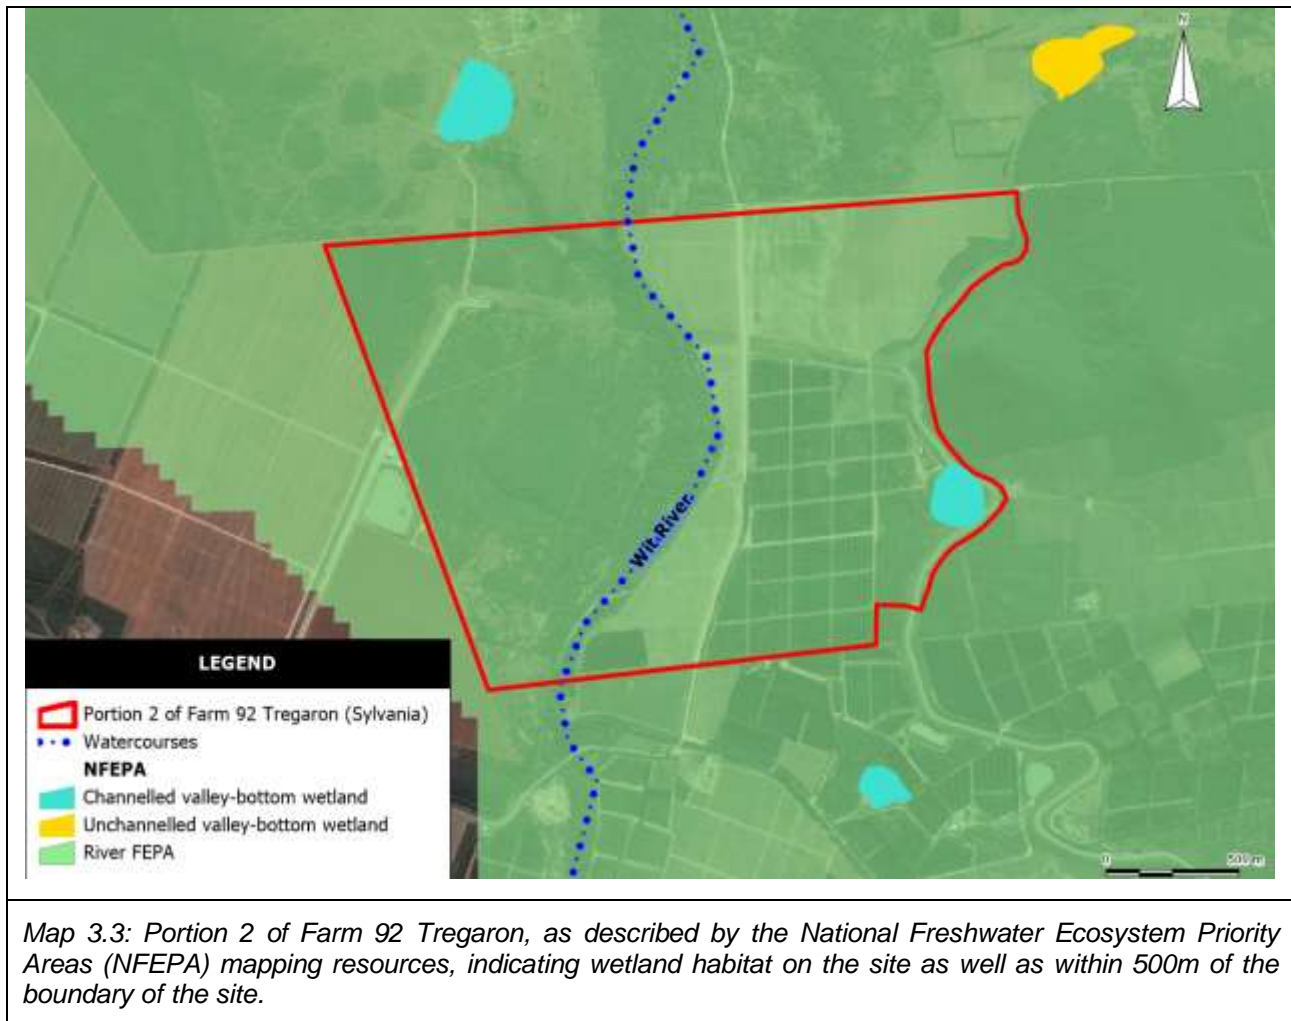 N
Wit River
LEGEND
Portion 2 of Farm 92 Tregaron (Sylvania)
Watercourses
NFEPA
Channelled valley-bottom wetland
Unchannelled valley-bottom wetland
River FEPA
0 500 m
Map 3.3: Portion 2 of Farm 92 Tregaron, as described by the National Freshwater Ecosystem Priority
Areas (NFEPA) mapping resources, indicating wetland habitat on the site as well as within 500m of the
boundary of the site.